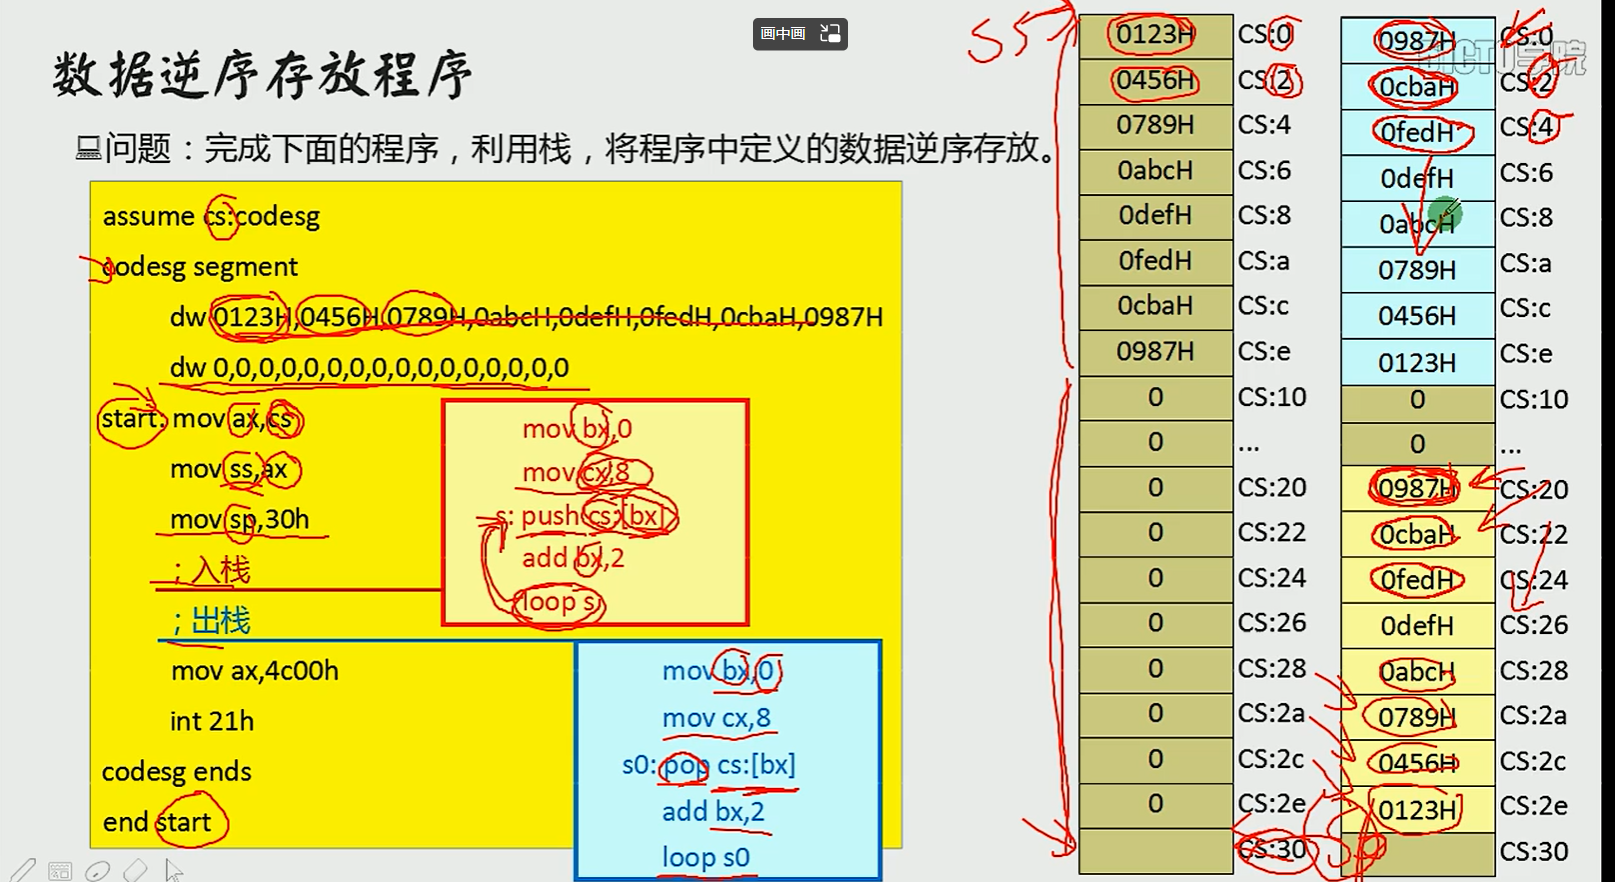 画中画
数据逆序存放程序
问题：完成下面的程序，利用栈，将程序中定义的数据逆序存放。
assume cs:codesg
codesg segment
dw 0123H,0456H,0789H,0abcH,0defH,0fedH,0cbaH,0987H
dw 0,0,0,0,0,0,0,0,0,0,0,0,0,0,0,0
start: mov ax,cs
mov ss,ax
mov sp,30h
；入栈
；出栈
mov ax,4c00h
int 21h
codesg ends
end start
mov bx,0
mov cx,8
s: push cs:[bx]
add bx,2
loop s
mov bx,0
mov cx,8
s0: pop cs:[bx]
add bx,2
loop s0
SS
0123H CS:0
0456H CS:2
0789H CS:4
0abcH CS:6
0defH CS:8
0fedH CS:a
0cbaH CS:c
0987H CS:e
0 CS:10
0 ...
0 CS:20
0 CS:22
0 CS:24
0 CS:26
0 CS:28
0 CS:2a
0 CS:2c
0 CS:2e
CS:30
0987H CS:0
0cbaH CS:2
0fedH CS:4
0defH CS:6
0abcH CS:8
0789H CS:a
0456H CS:c
0123H CS:e
0 CS:10
0 ...
0987H CS:20
0cbaH CS:22
0fedH CS:24
0defH CS:26
0abcH CS:28
0789H CS:2a
0456H CS:2c
0123H CS:2e
CS:30
学院